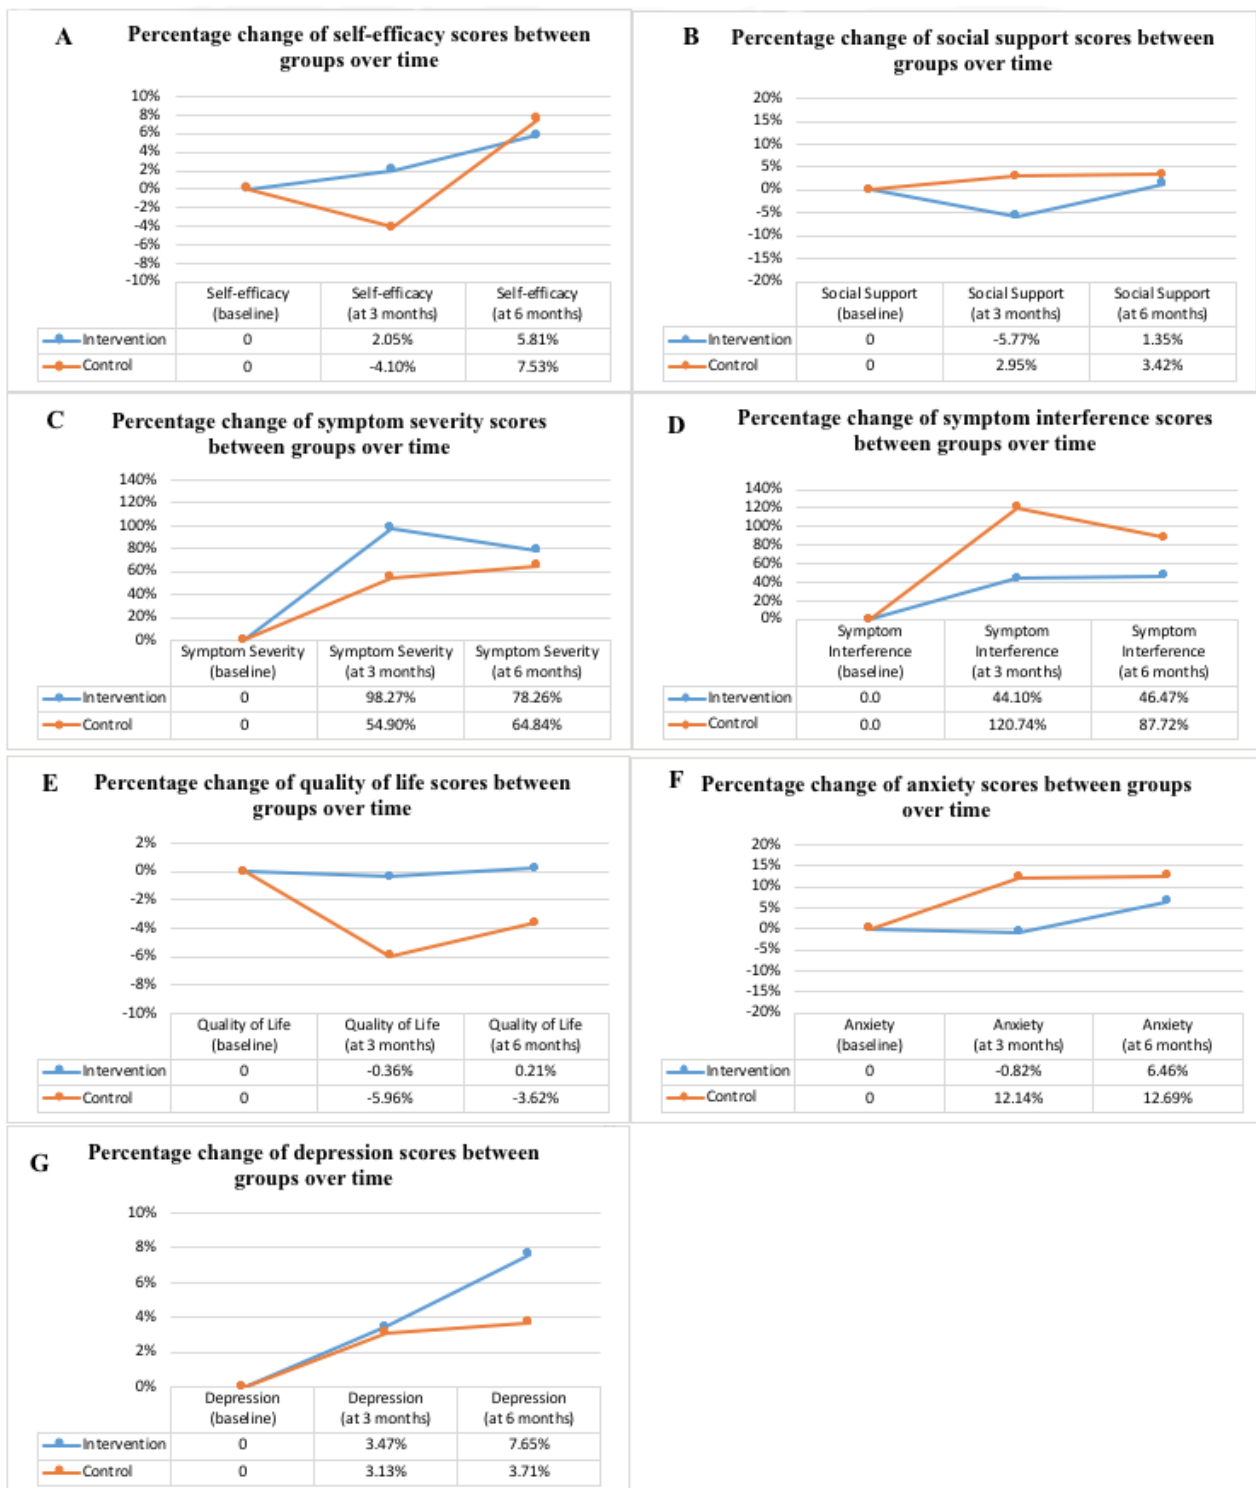 A
Percentage change of self-efficacy scores between
groups over time
10%
8%
6%
4%
2%
0%
-2%
-4%
-6%
-8%
-10%
Self-efficacy Self-efficacy Self-efficacy
(baseline) (at 3 months) (at 6 months)
Intervention 0 2.05% 5.81%
Control 0 -4.10% 7.53%
B
Percentage change of social support scores between
groups over time
20%
15%
10%
5%
0%
-5%
-10%
-15%
-20%
Social Support Social Support Social Support
(baseline) (at 3 months) (at 6 months)
Intervention 0 -5.77% 1.35%
Control 0 2.95% 3.42%
C
Percentage change of symptom severity scores
between groups over time
140%
120%
100%
80%
60%
40%
20%
0%
Symptom Severity Symptom Severity Symptom Severity
(baseline) (at 3 months) (at 6 months)
Intervention 0 98.27% 78.26%
Control 0 54.90% 64.84%
D
Percentage change of symptom interference scores
between groups over time
140%
120%
100%
80%
60%
40%
20%
0%
Symptom Symptom Symptom
Interference Interference Interference
(baseline) (at 3 months) (at 6 months)
Intervention 0.0 44.10% 46.47%
Control 0.0 120.74% 87.72%
E
Percentage change of quality of life scores between
groups over time
2%
0%
-2%
-4%
-6%
-8%
-10%
Quality of Life Quality of Life Quality of Life
(baseline) (at 3 months) (at 6 months)
Intervention 0 -0.36% 0.21%
Control 0 -5.96% -3.62%
F
Percentage change of anxiety scores between groups
over time
20%
15%
10%
5%
0%
-5%
-10%
-15%
-20%
Anxiety Anxiety Anxiety
(baseline) (at 3 months) (at 6 months)
Intervention 0 -0.82% 6.46%
Control 0 12.14% 12.69%
G
Percentage change of depression scores between
groups over time
10%
8%
6%
4%
2%
0%
Depression Depression Depression
(baseline) (at 3 months) (at 6 months)
Intervention 0 3.47% 7.65%
Control 0 3.13% 3.71%